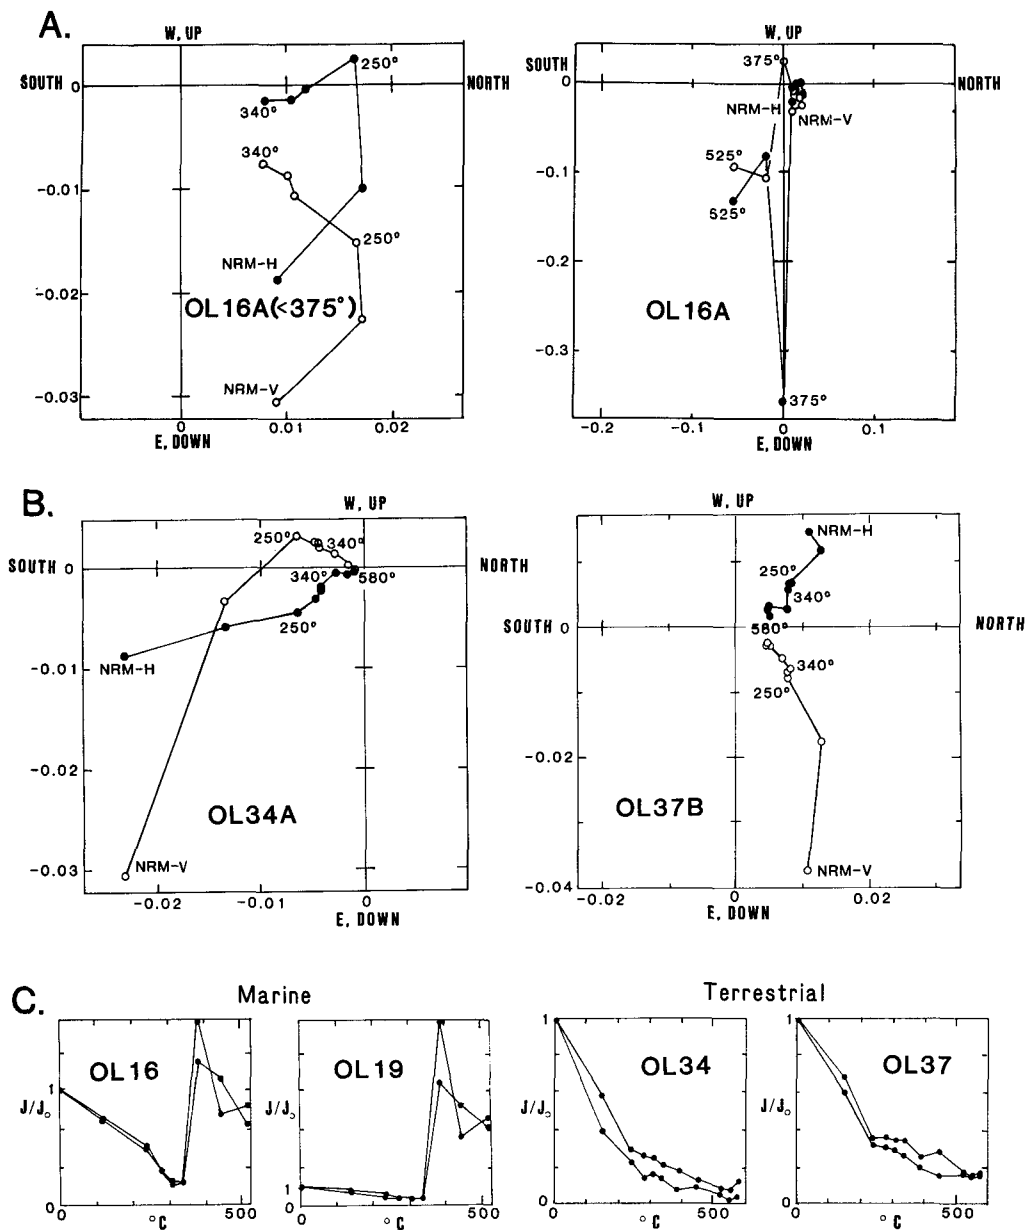 A.
W, UP
W, UP
SOUTH 0 NORTH
SOUTH 0 NORTH
250°
340°
340°
250°
-0.01
-0.02
-0.03
NRM-H
OL16A(<375°)
NRM-V
0 0.01 0.02
E, DOWN
375°
NRM-H
NRM-V
525°
525°
-0.1
-0.2
-0.3
OL16A
375°
-0.2 -0.1 0 0.1
E, DOWN
B.
W, UP
W, UP
SOUTH 0 NORTH
250° 340°
340° 580°
250°
NRM-H
-0.01
-0.02
-0.03
OL34A
NRM-V
-0.02 -0.01 0
E, DOWN
NRM-H
250°
340°
SOUTH 0 580° NORTH
340°
250°
-0.02
OL37B
NRM-V
-0.04
-0.02 0 0.02
E, DOWN
C.
Marine
Terrestrial
OL16
1
J/J₀
0
0 500
°C
OL19
J/J₀
1
0
0 500
°C
1
OL34
J/J₀
0
0 500
°C
1
OL37
J/J₀
0
0 500
°C